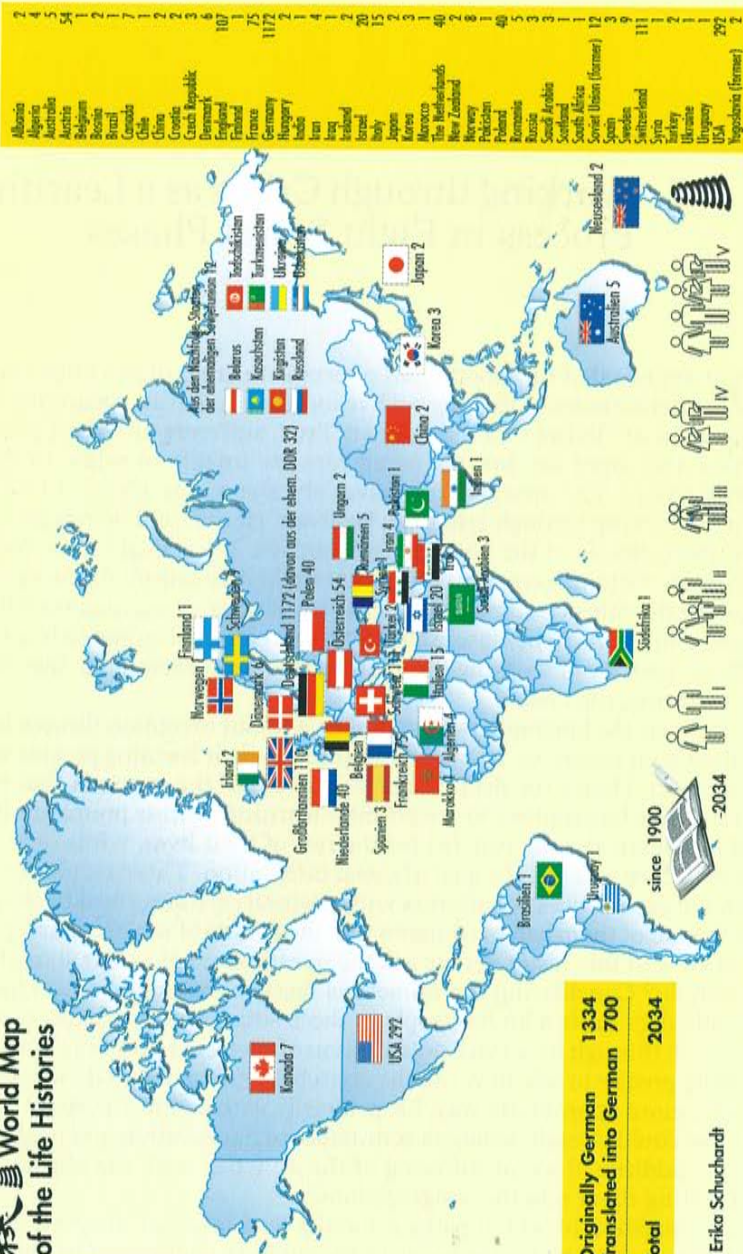 World Map
of the Life Histories
Kanada 7
USA 292
Brasilien 1
Uruguay 1
Irland 2
Großbritannien 110
Niederlande 40
Belgien 1
Spanien 3
Frankreich 75
Marokko 1
Algerien 4
Norwegen
Finnland 1
Schweden 9
Dänemark 6
Deutschland 1172 (davon aus der ehem. DDR 32)
Polen 40
Österreich 54
Ungarn 2
Rumänien 5
Schweiz 111
Italien 15
Türkei 2
Syrien 1
Israel 20
Irak
Iran 4
Saudi-Arabien 3
Pakistan 1
Indien 1
Südafrika 1
Aus den Nachfolge-Staaten
der ehemaligen Sowjetunion 12
Belarus
Kasachstan
Kirgisien
Russland
Tadschikistan
Turkmenistan
Ukraine
Usbekistan
China 2
Korea 3
Japan 2
Australien 5
Neuseeland 2
Originally German 1334
Translated into German 700
Total 2034
Erika Schuchardt
since 1900
-2034
I
II
III
IV
V
Albania 2
Algeria 4
Australia 5
Austria 54
Belgium 1
Bosnia 2
Brazil 1
Canada 7
Chile 1
China 2
Croatia 2
Czech Republic 3
Denmark 6
England 107
Finland 1
France 75
Germany 1172
Hungary 2
India 1
Iran 4
Iraq 1
Iceland 2
Israel 20
Italy 15
Japan 2
Korea 3
Morocco 1
The Netherlands 40
New Zealand 2
Norway 8
Pakistan 1
Poland 40
Romania 5
Russia 3
Saudi Arabia 3
Scotland 1
South Africa 1
Soviet Union (former) 12
Spain 3
Sweden 9
Switzerland 111
Syria 1
Turkey 2
Ukraine 1
Uruguay 1
USA 292
Yugoslavia (former) 2